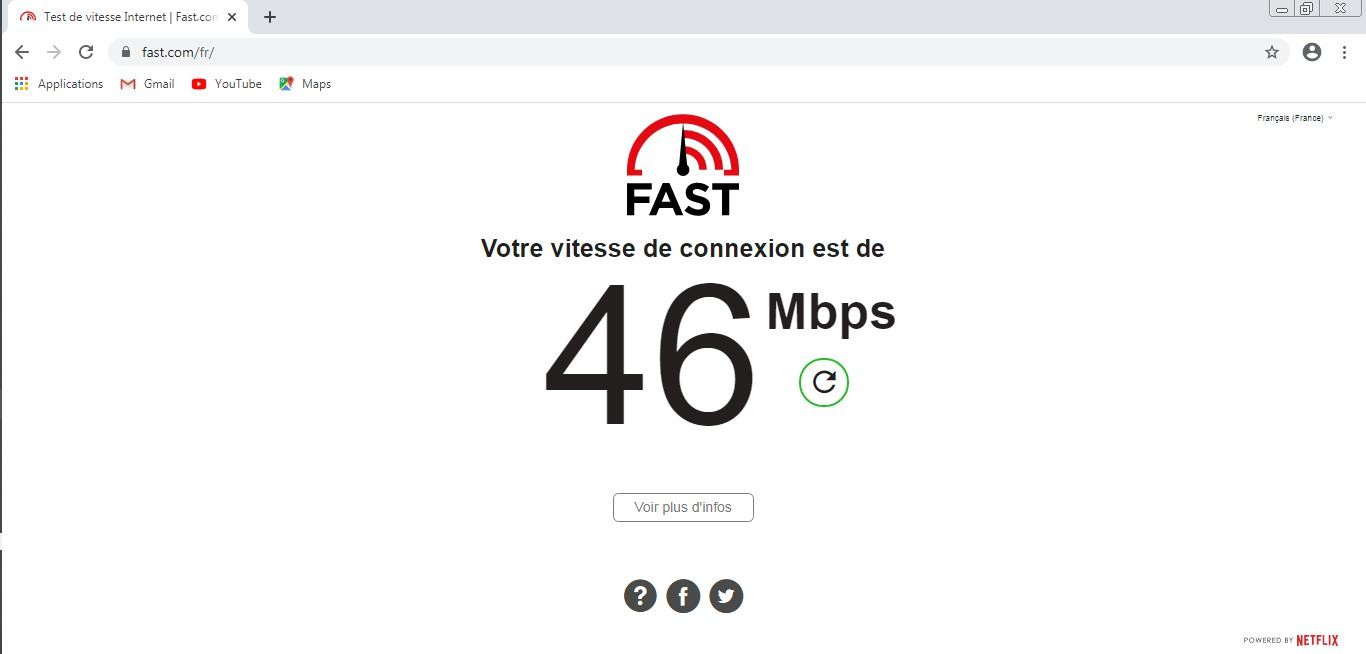 Test de vitesse Internet | Fast.com
fast.com/fr/
Applications Gmail YouTube Maps
Français (France)
FAST
Votre vitesse de connexion est de
46 Mbps
Voir plus d'infos
POWERED BY NETFLIX